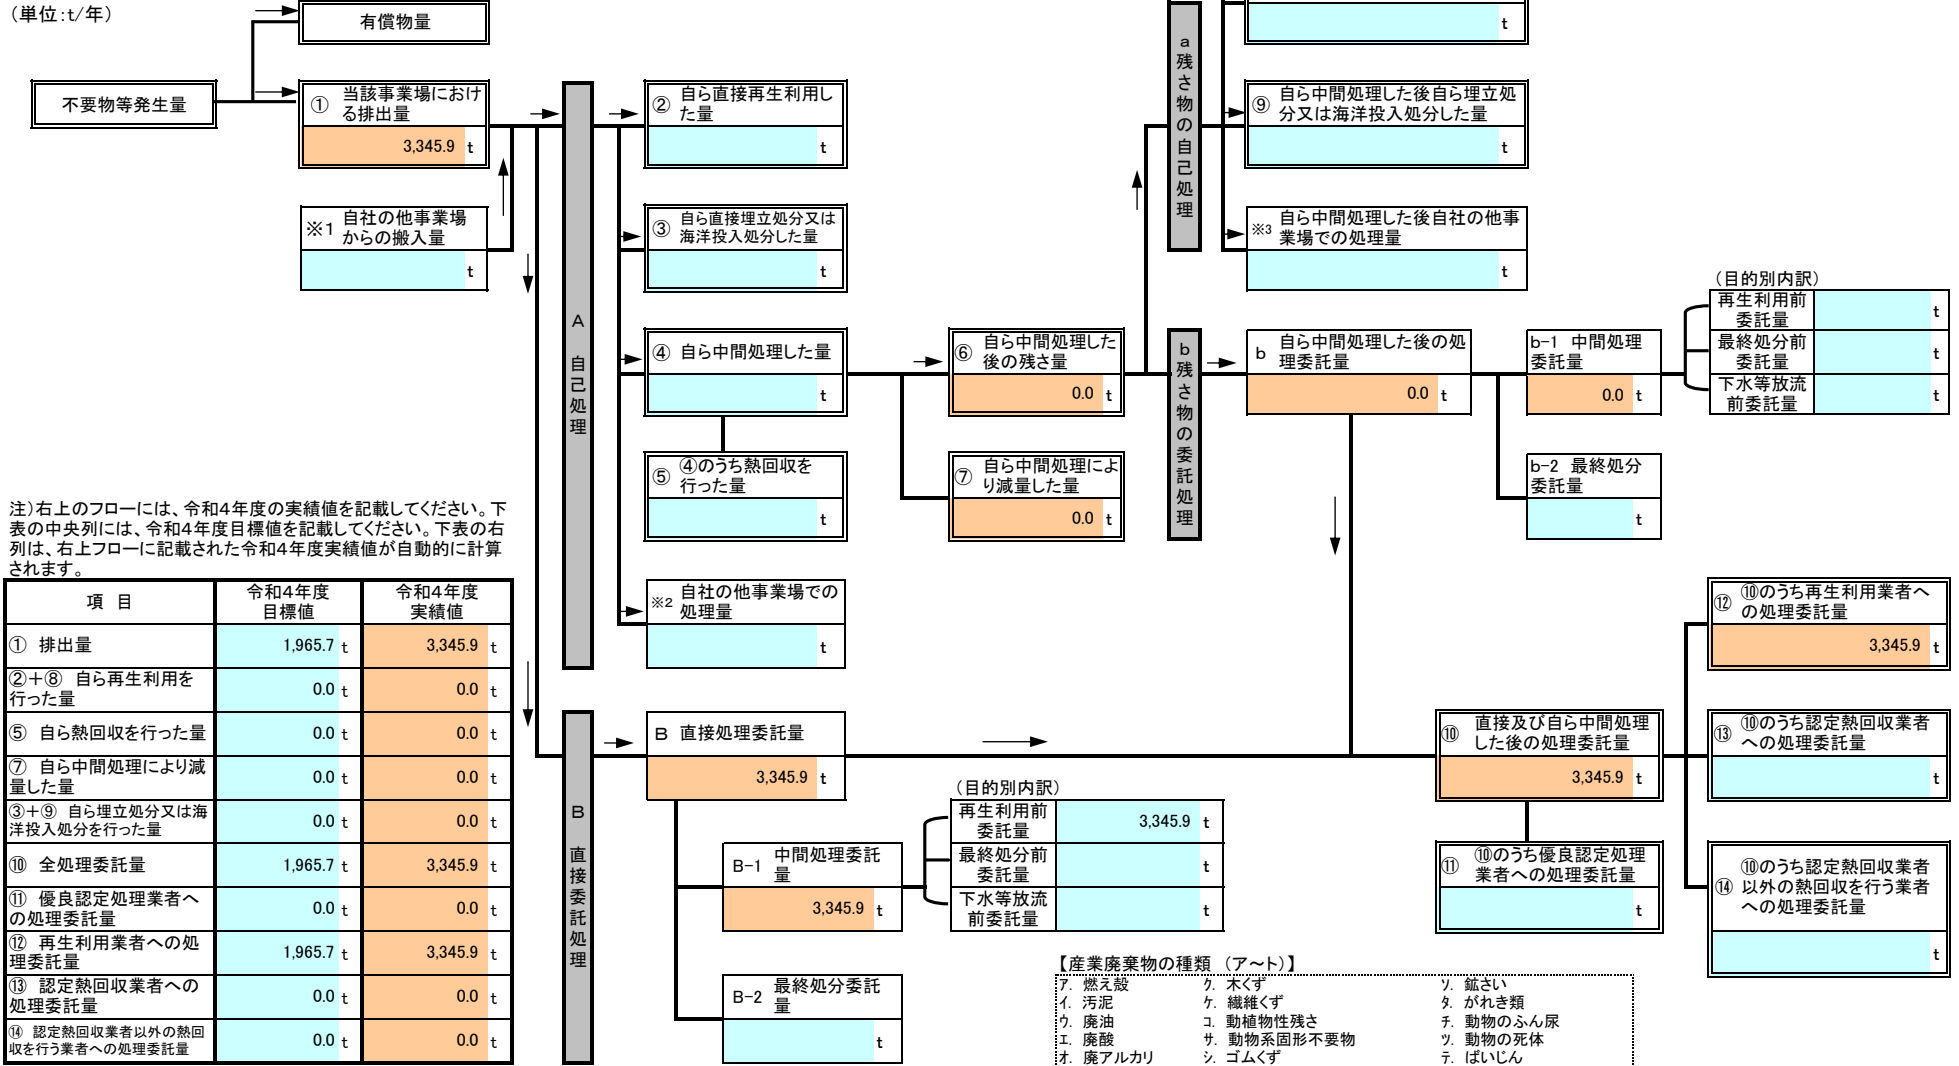 （単位：t/年）
有償物量
不要物等発生量
① 当該事業場におけ
る排出量
3,345.9 t
※1 自社の他事業場
からの搬入量
t
A 自己処理
② 自ら直接再生利用し
た量
t
③ 自ら直接埋立処分又は
海洋投入処分した量
t
④ 自ら中間処理した量
t
⑤ ④のうち熱回収を
行った量
t
※2 自社の他事業場での
処理量
t
⑥ 自ら中間処理した
後の残さ量
0.0 t
⑦ 自ら中間処理によ
り減量した量
0.0 t
a 残さ物の自己処理
t
⑨ 自ら中間処理した後自ら埋立処
分又は海洋投入処分した量
t
※3 自ら中間処理した後自社の他事
業場での処理量
t
b 残さ物の委託処理
b 自ら中間処理した後の処
理委託量
0.0 t
b-1 中間処理
委託量
0.0 t
（目的別内訳）
再生利用前
委託量 t
最終処分前
委託量 t
下水等放流
前委託量 t
b-2 最終処分
委託量
t
注）右上のフローには、令和４年度の実績値を記載してください。下
表の中央列には、令和４年度目標値を記載してください。下表の右
列は、右上フローに記載された令和４年度実績値が自動的に計算
されます。
項 目 令和４年度
目標値 令和４年度
実績値
① 排出量 1,965.7 t 3,345.9 t
②＋⑧ 自ら再生利用を
行った量 0.0 t 0.0 t
⑤ 自ら熱回収を行った量 0.0 t 0.0 t
⑦ 自ら中間処理により減
量した量 0.0 t 0.0 t
③＋⑨ 自ら埋立処分又は海
洋投入処分を行った量 0.0 t 0.0 t
⑩ 全処理委託量 1,965.7 t 3,345.9 t
⑪ 優良認定処理業者へ
の処理委託量 0.0 t 0.0 t
⑫ 再生利用業者への処
理委託量 1,965.7 t 3,345.9 t
⑬ 認定熱回収業者への
処理委託量 0.0 t 0.0 t
⑭ 認定熱回収業者以外の熱回
収を行う業者への処理委託量 0.0 t 0.0 t
B 直接委託処理
B 直接処理委託量
3,345.9 t
B-1 中間処理委託
量
3,345.9 t
（目的別内訳）
再生利用前
委託量 3,345.9 t
最終処分前
委託量 t
下水等放流
前委託量 t
B-2 最終処分委託
量
t
⑩ 直接及び自ら中間処理
した後の処理委託量
3,345.9 t
⑪ ⑩のうち優良認定処理
業者への処理委託量
t
⑫ ⑩のうち再生利用業者へ
の処理委託量
3,345.9 t
⑬ ⑩のうち認定熱回収業者
への処理委託量
t
⑭ ⑩のうち認定熱回収業者
以外の熱回収を行う業者
への処理委託量
t
【産業廃棄物の種類 （ア～ト）】
ア. 燃え殻 ク. 木くず ソ. 鉱さい
イ. 汚泥 ケ. 繊維くず タ. がれき類
ウ. 廃油 コ. 動植物性残さ チ. 動物のふん尿
エ. 廃酸 サ. 動物系固形不要物 ツ. 動物の死体
オ. 廃アルカリ シ. ゴムくず テ. ばいじん